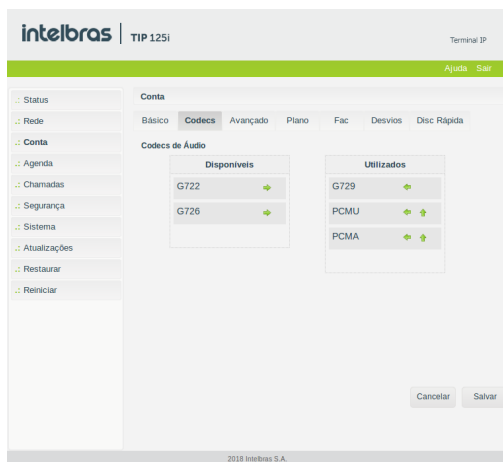 intelbras TIP 125i
Terminal IP
Ajuda Sair
.: Status
.: Rede
.: Conta
.: Agenda
.: Chamadas
.: Segurança
.: Sistema
.: Atualizações
.: Restaurar
.: Reiniciar
Conta
Básico Codecs Avançado Plano Fac Desvios Disc Rápida
Codecs de Áudio
Disponíveis
G722
G726
Utilizados
G729
PCMU
PCMA
Cancelar Salvar
2018 Intelbras S.A.